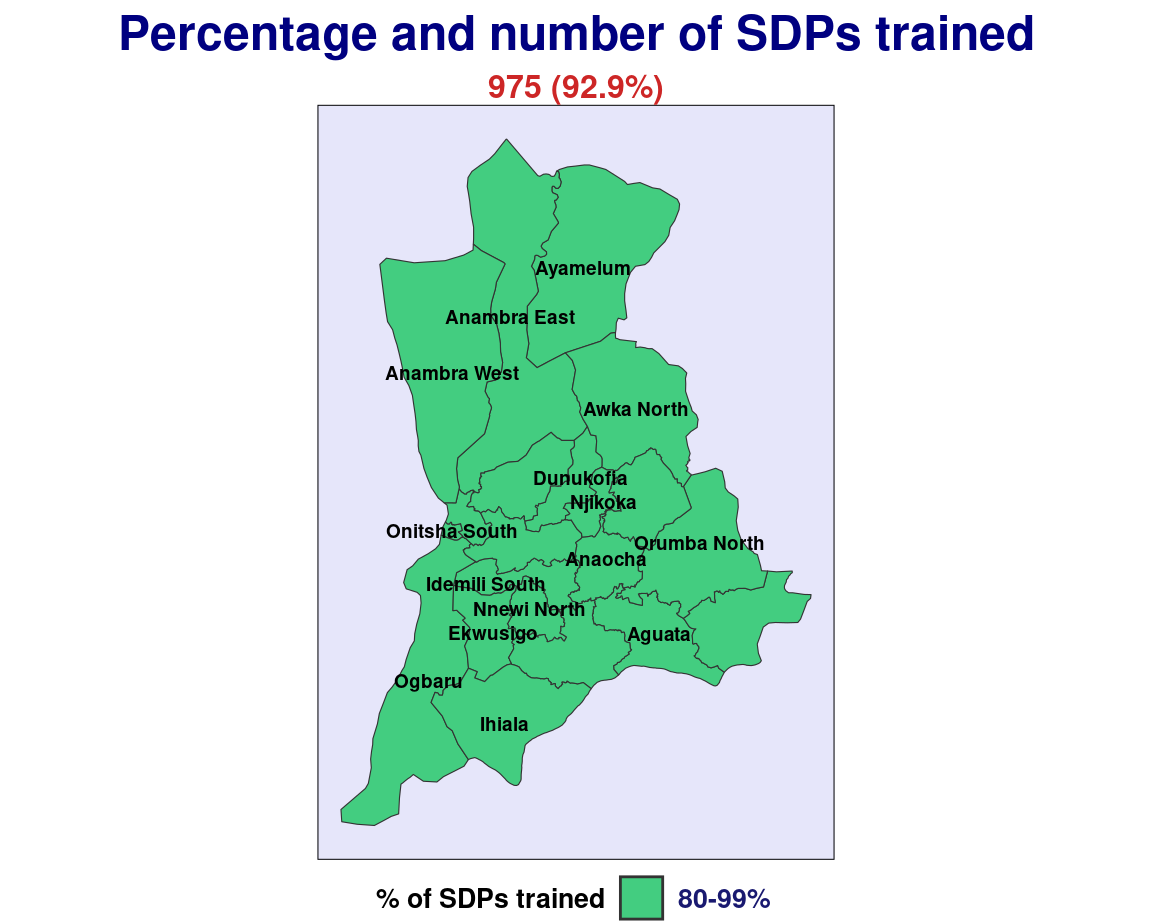 Percentage and number of SDPs trained
975 (92.9%)
Ayamelum
Anambra East
Anambra West
Awka North
Dunukofia
Njikoka
Onitsha South
Orumba North
Anaocha
Idemili South
Nnewi North
Ekwusigo
Aguata
Ogbaru
Ihiala
% of SDPs trained 80-99%